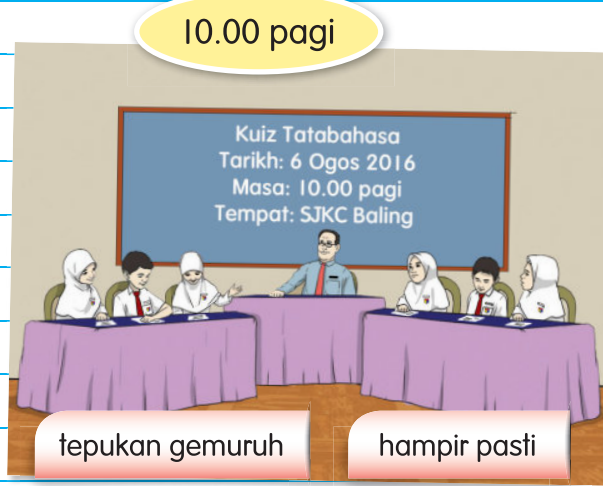 10.00 pagi
Kuiz Tatabahasa
Tarikh: 6 Ogos 2016
Masa: 10.00 pagi
Tempat: SJKC Baling
tepukan gemuruh
hampir pasti